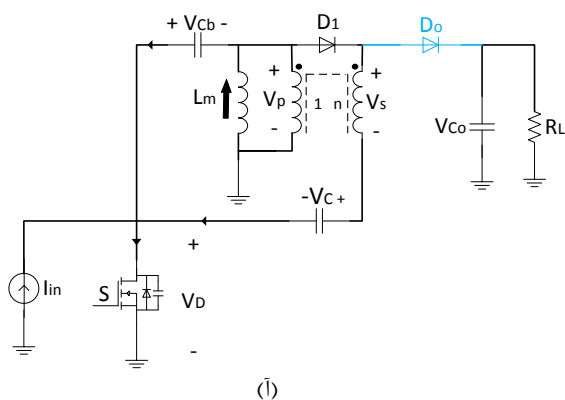 + VCb -
D1
Do
Lm
+ Vp -
1 n
+ Vs -
VCo
RL
-VC +
Iin
S
+ VD -
(آ)